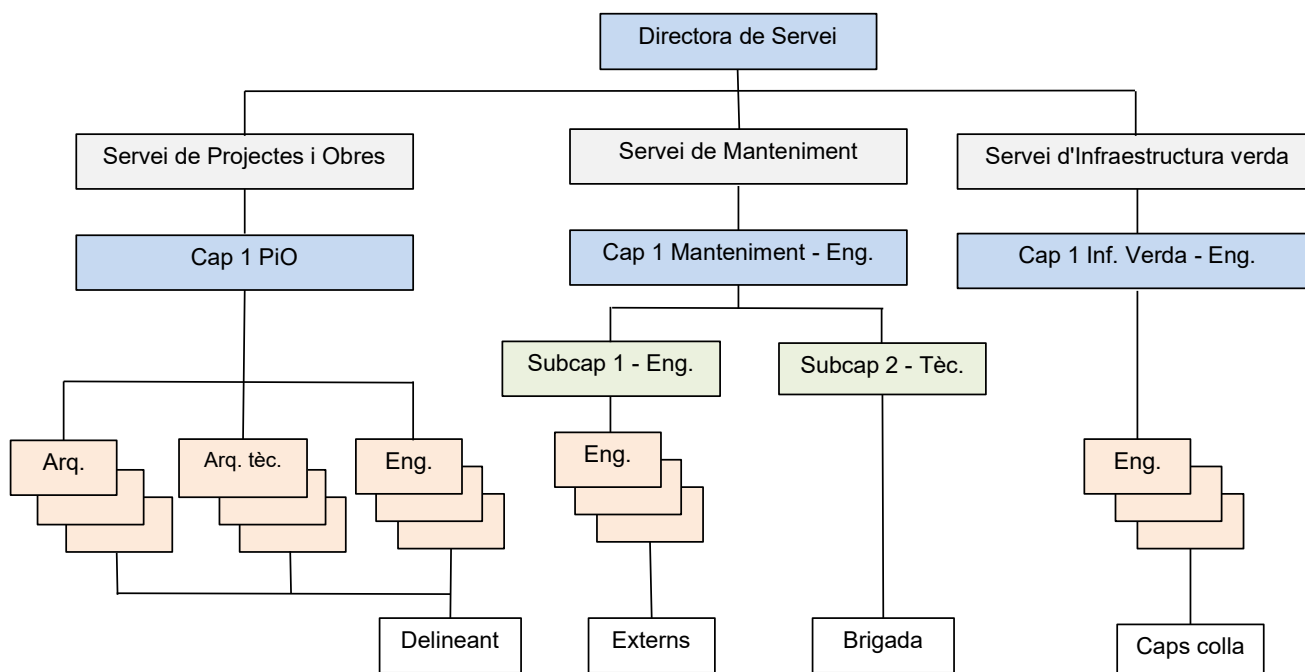 Directora de Servei
Servei de Projectes i Obres
Servei de Manteniment
Servei d'Infraestructura verda
Cap 1 PiO
Cap 1 Manteniment - Eng.
Cap 1 Inf. Verda - Eng.
Subcap 1 - Eng.
Subcap 2 - Tèc.
Arq.
Arq. tèc.
Eng.
Eng.
Eng.
Delineant
Externs
Brigada
Caps colla